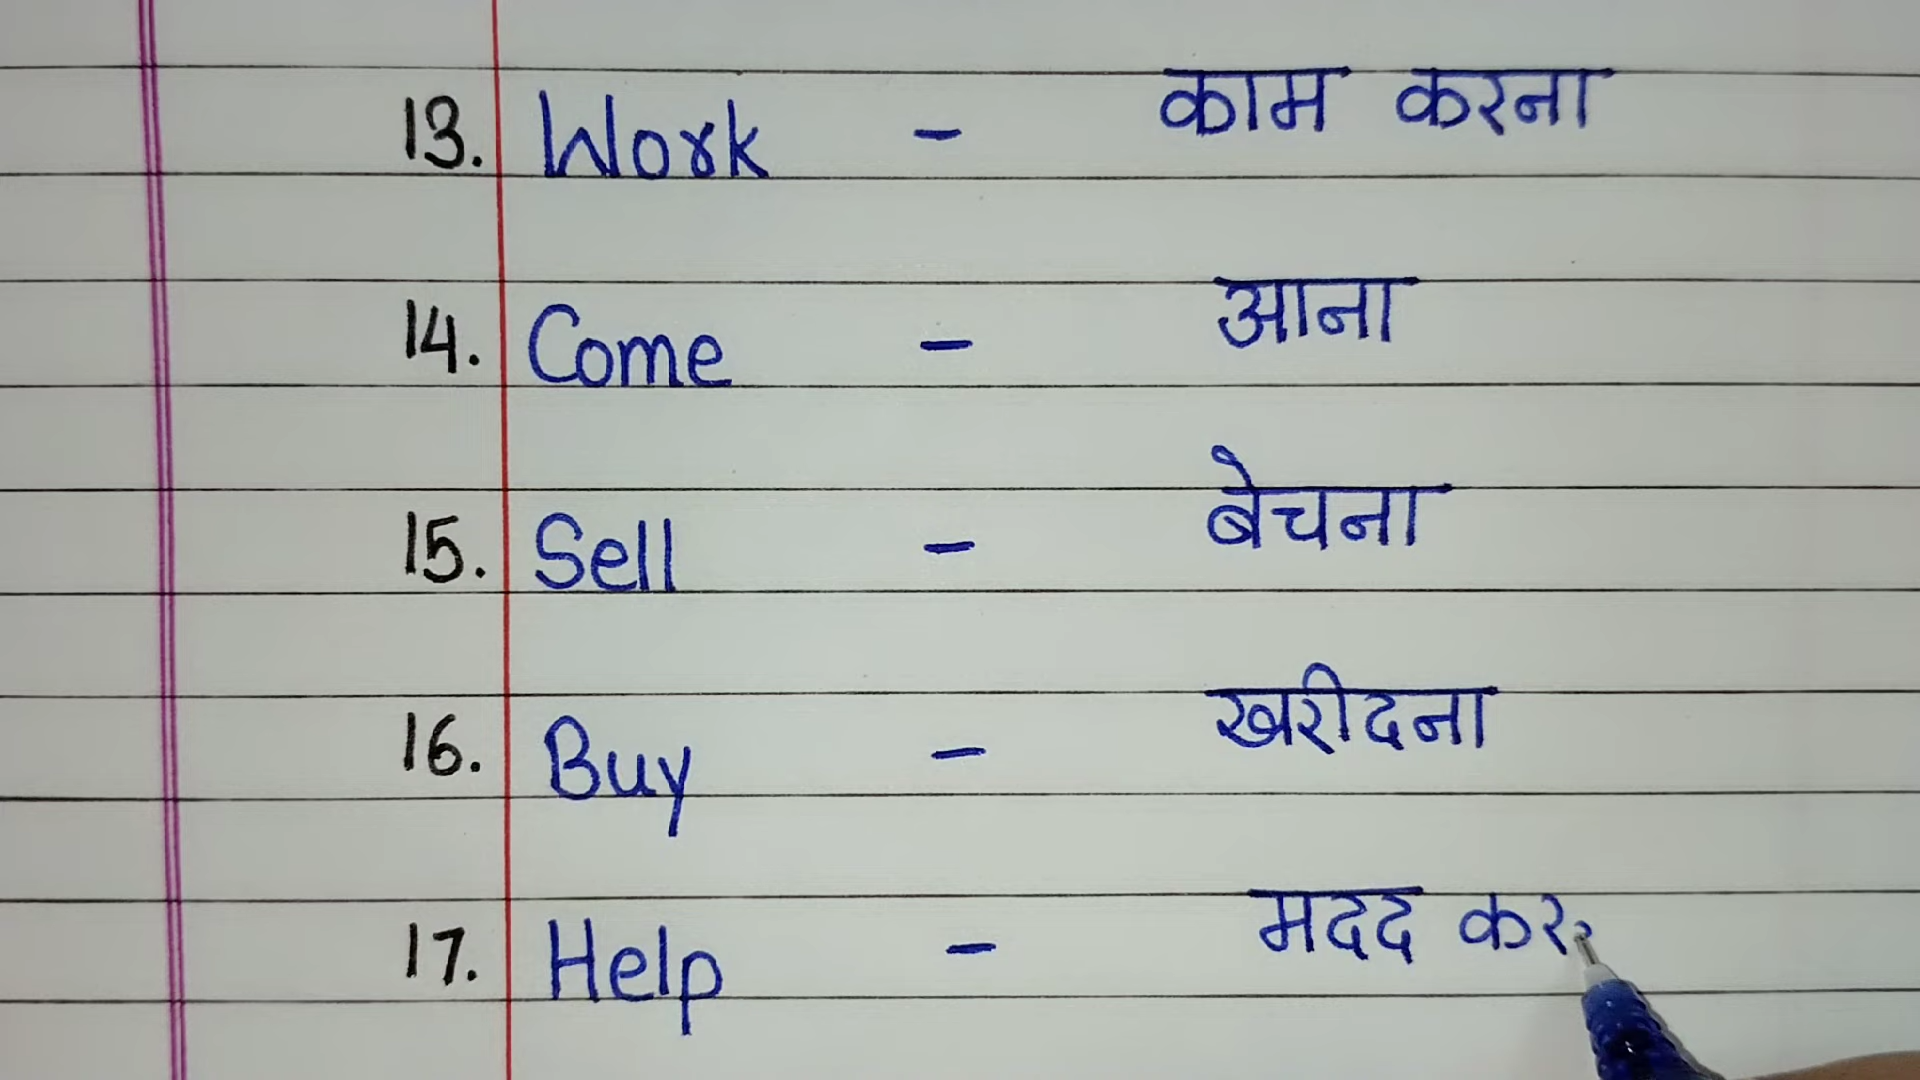 13. Work - काम करना
14. Come - आना
15. Sell - बेचना
16. Buy - खरीदना
17. Help - मदद कर